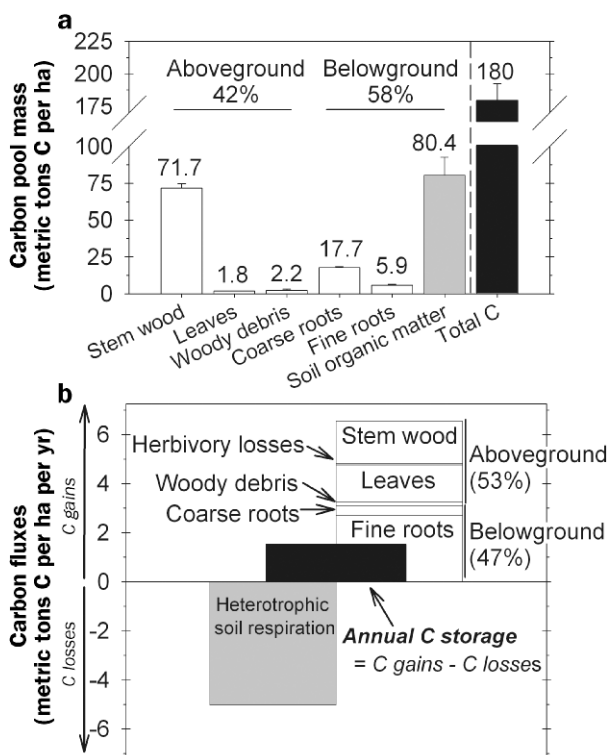 a
Carbon pool mass
(metric tons C per ha)
225
200
175
100
75
50
25
0
Aboveground
42%
Belowground
58%
71.7
1.8
2.2
17.7
5.9
80.4
180
Stem wood
Leaves
Woody debris
Coarse roots
Fine roots
Soil organic matter
Total C
b
Carbon fluxes
(metric tons C per ha per yr)
C gains
C losses
6
4
2
0
-2
-4
-6
Herbivory losses
Woody debris
Coarse roots
Stem wood
Leaves
Fine roots
Aboveground
(53%)
Belowground
(47%)
Heterotrophic
soil respiration
Annual C storage
= C gains - C losses